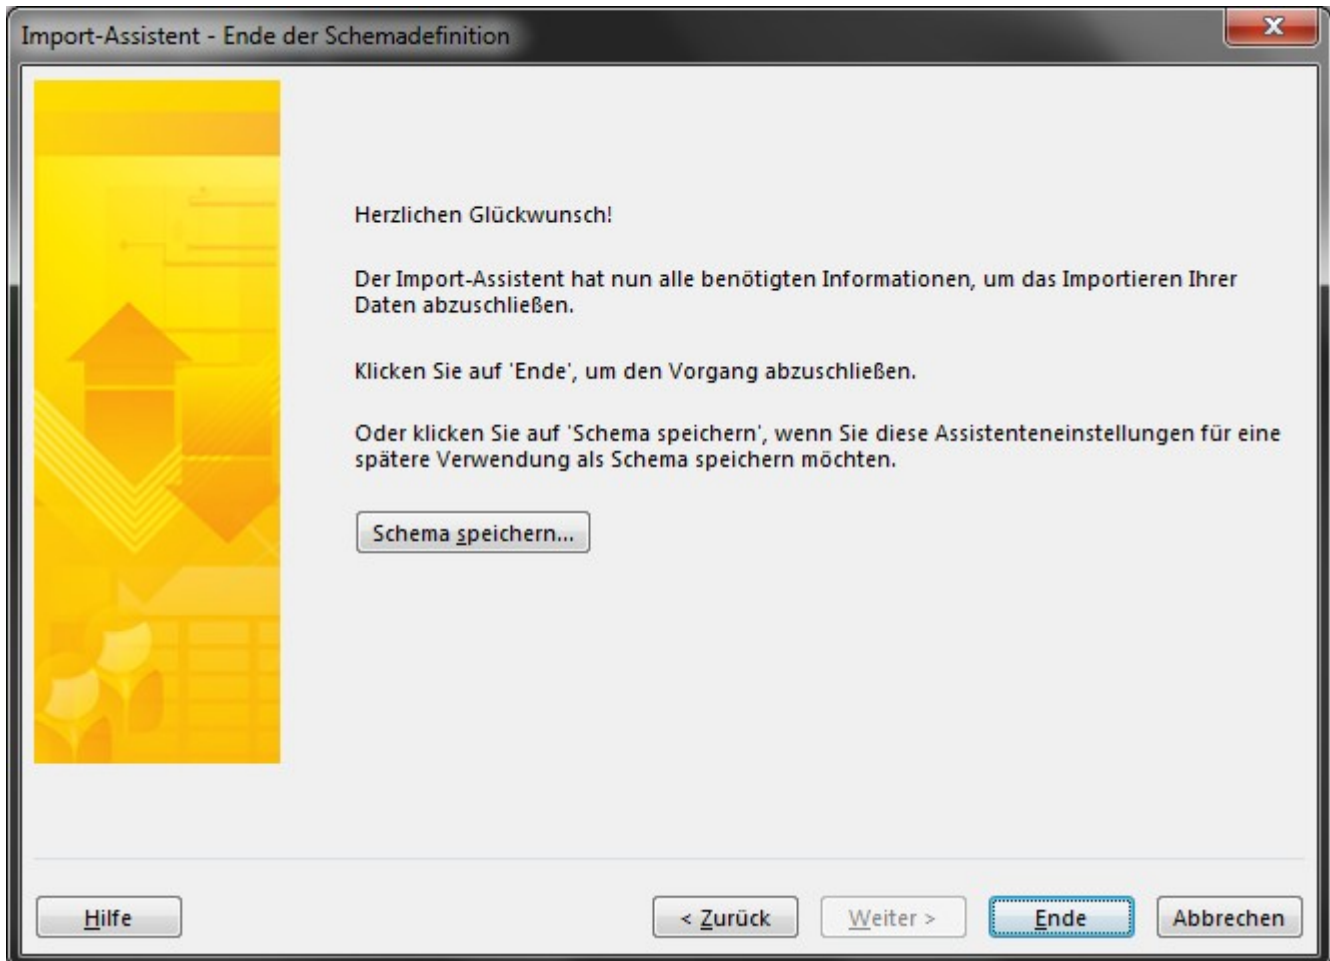 Import-Assistent - Ende der Schemadefinition
Herzlichen Glückwunsch!
Der Import-Assistent hat nun alle benötigten Informationen, um das Importieren Ihrer
Daten abzuschließen.
Klicken Sie auf 'Ende', um den Vorgang abzuschließen.
Oder klicken Sie auf 'Schema speichern', wenn Sie diese Assistenteneinstellungen für eine
spätere Verwendung als Schema speichern möchten.
Schema speichern...
Hilfe
< Zurück
Weiter >
Ende
Abbrechen